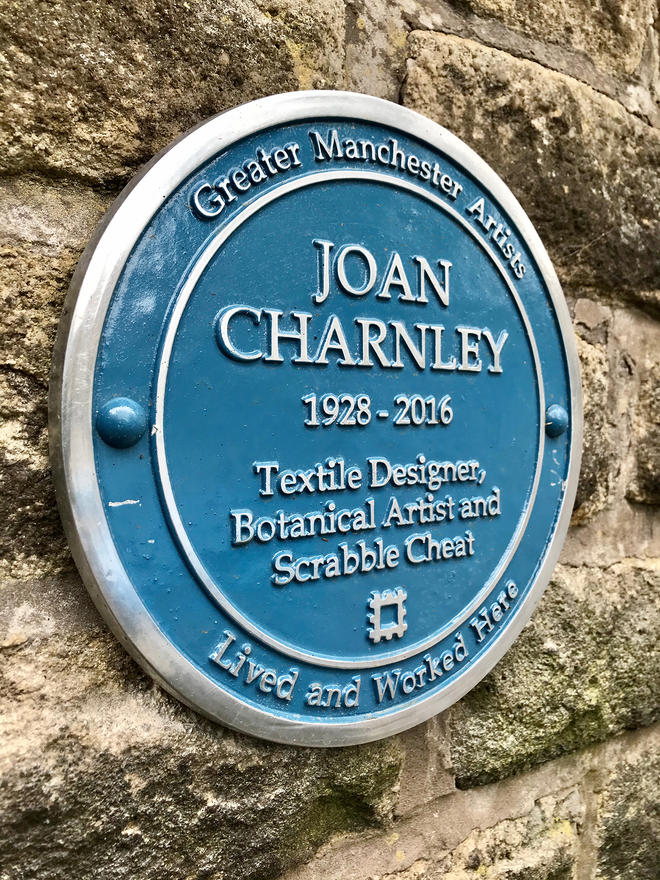 Greater Manchester Artists
JOAN
CHARNLEY
1928 - 2016
Textile Designer,
Botanical Artist and
Scrabble Cheat
Lived and Worked Here